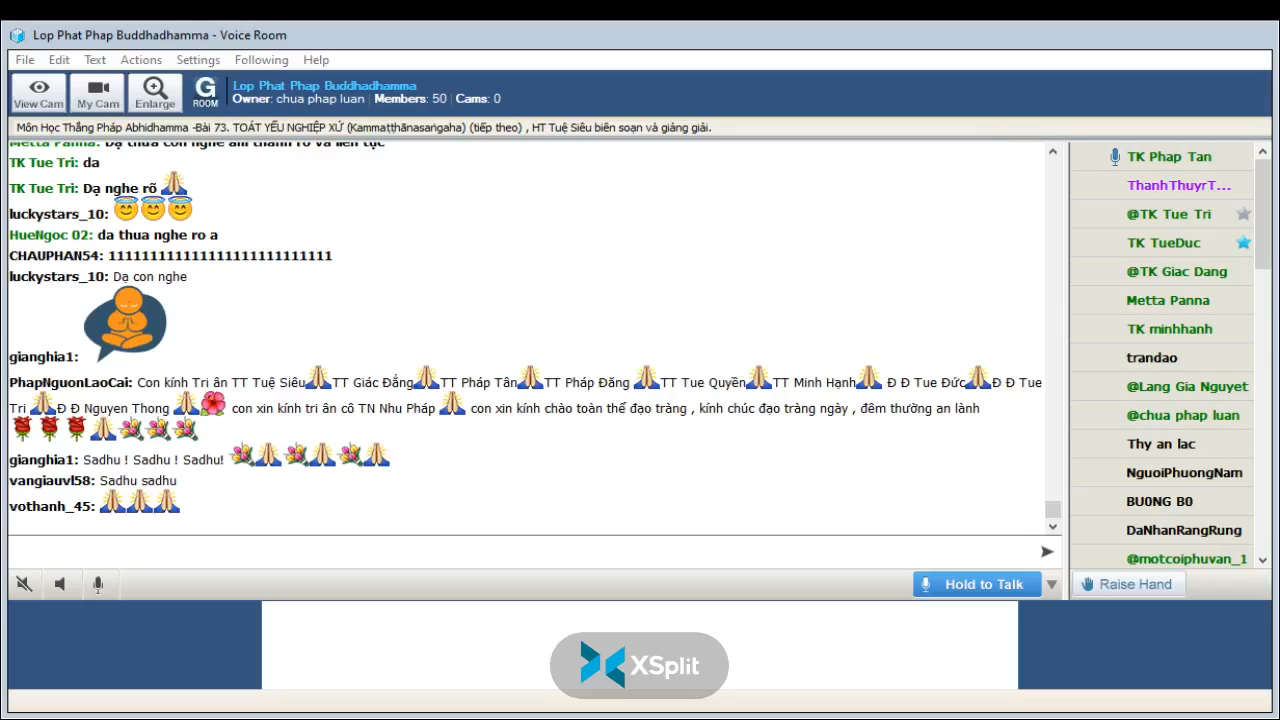 Lop Phat Phap Buddhadhamma - Voice Room
File Edit Text Actions Settings Following Help
View Cam My Cam Enlarge G ROOM
Lop Phat Phap Buddhadhamma
Owner: chua phap luan | Members: 50 | Cams: 0
Môn Học Thắng Pháp Abhidhamma -Bài 73. TOÁT YẾU NGHIỆP XỨ (Kammaṭṭhānasaṅgaha) (tiếp theo) , HT Tuệ Siêu biên soạn và giảng giải.
Metta Panna: Dạ thưa con nghe âm thanh rõ và liên tục
TK Tue Tri: da
TK Tue Tri: Dạ nghe rõ
luckystars_10:
HueNgoc 02: da thua nghe ro a
CHAUPHAN54: 11111111111111111111111111
luckystars_10: Dạ con nghe
gianghia1:
PhapNguonLaoCai: Con kính Tri ân TT Tuệ Siêu TT Giác Đẳng TT Pháp Tân TT Pháp Đăng TT Tue Quyền TT Minh Hạnh Đ Đ Tue Đức Đ Đ Tue
Tri Đ Đ Nguyen Thong con xin kính tri ân cô TN Nhu Pháp con xin kính chào toàn thể đạo tràng , kính chúc đạo tràng ngày , đêm thường an lành
gianghia1: Sadhu ! Sadhu ! Sadhu!
vangiauvl58: Sadhu sadhu
vothanh_45:
Hold to Talk
TK Phap Tan
ThanhThuyrT...
@TK Tue Tri
TK TueDuc
@TK Giac Dang
Metta Panna
TK minhhanh
trandao
@Lang Gia Nguyet
@chua phap luan
Thy an lac
NguoiPhuongNam
BU0NG B0
DaNhanRangRung
@motcoiphuvan_1
Raise Hand
XSplit